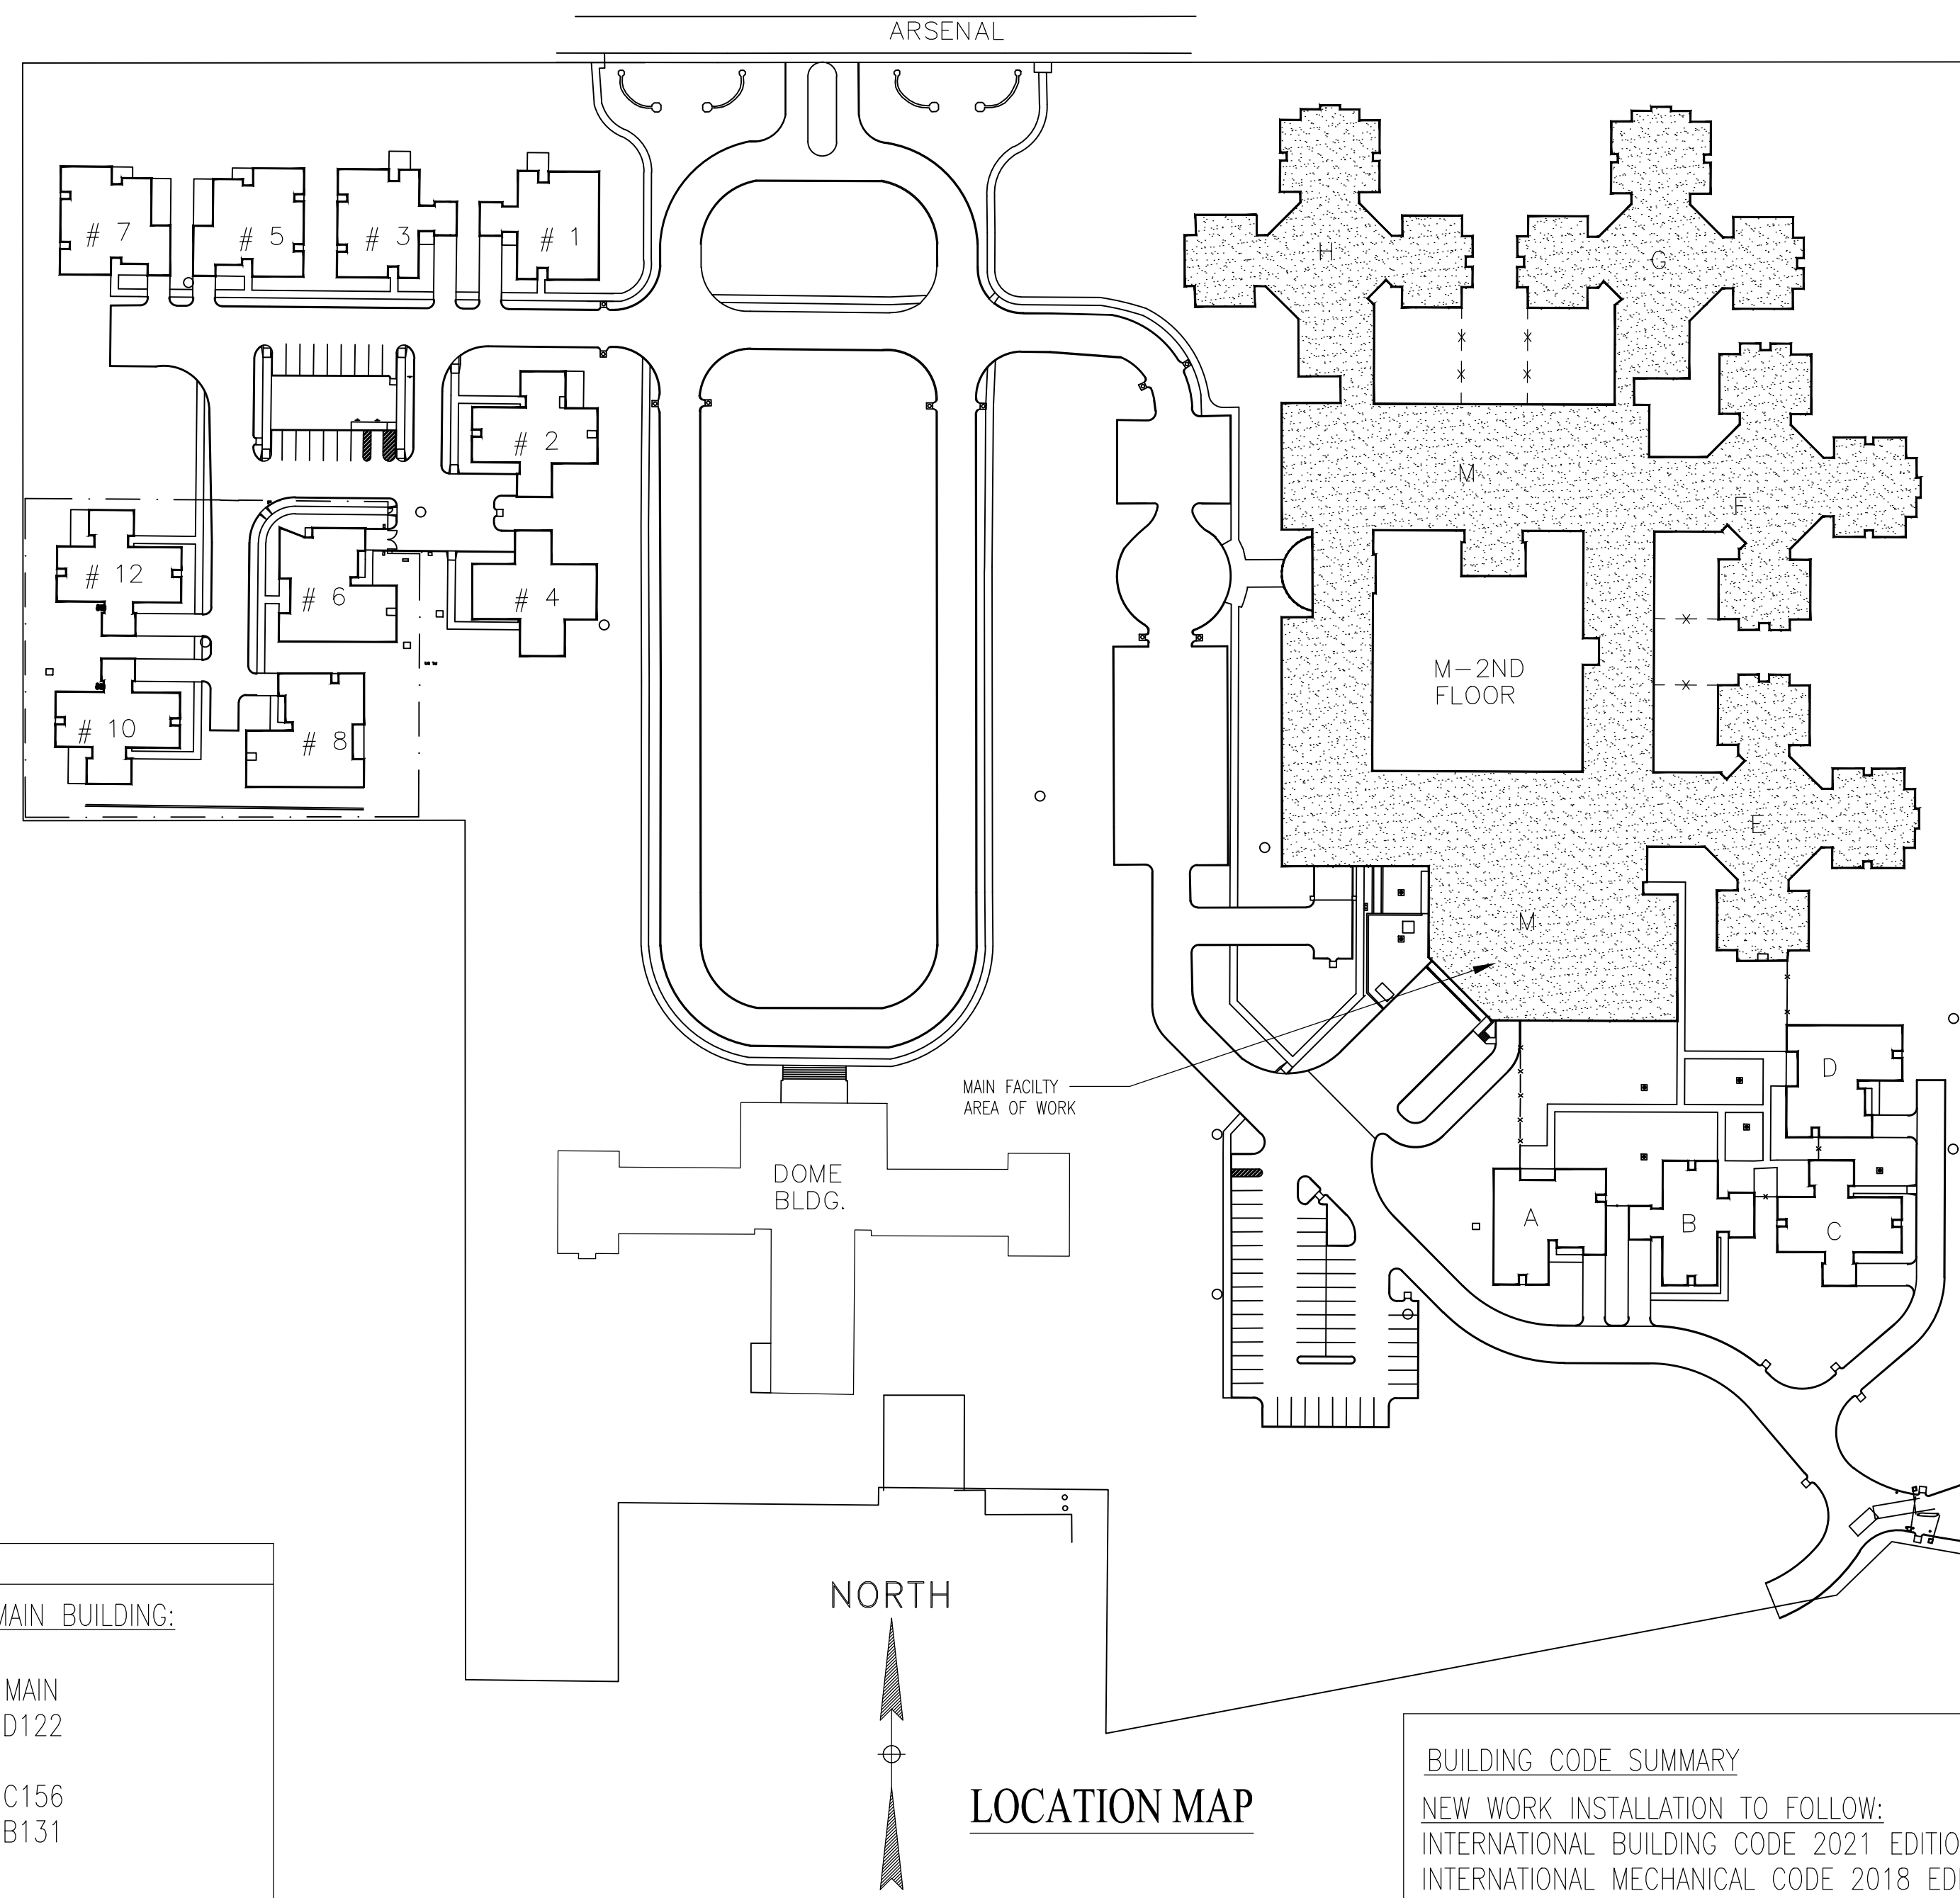 ARSENAL
# 7
# 5
# 3
# 1
H
G
# 2
M
F
# 12
# 6
# 4
M-2ND
FLOOR
# 10
# 8
E
M
MAIN FACILTY
AREA OF WORK
D
DOME
BLDG.
A
B
C
NORTH
MAIN BUILDING:
MAIN
D122
C156
B131
LOCATION MAP
BUILDING CODE SUMMARY
NEW WORK INSTALLATION TO FOLLOW:
INTERNATIONAL BUILDING CODE 2021 EDITIO
INTERNATIONAL MECHANICAL CODE 2018 EDI